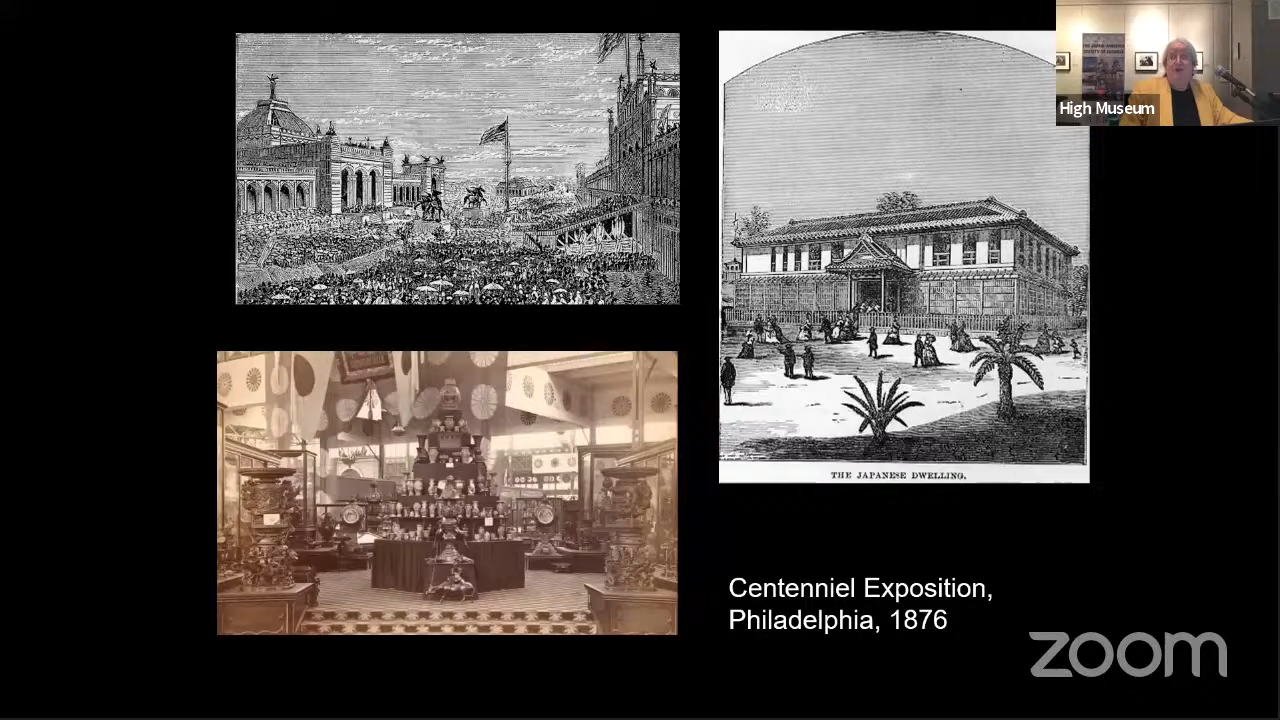 High Museum
THE JAPANESE DWELLING.
Centenniel Exposition,
Philadelphia, 1876
zoom